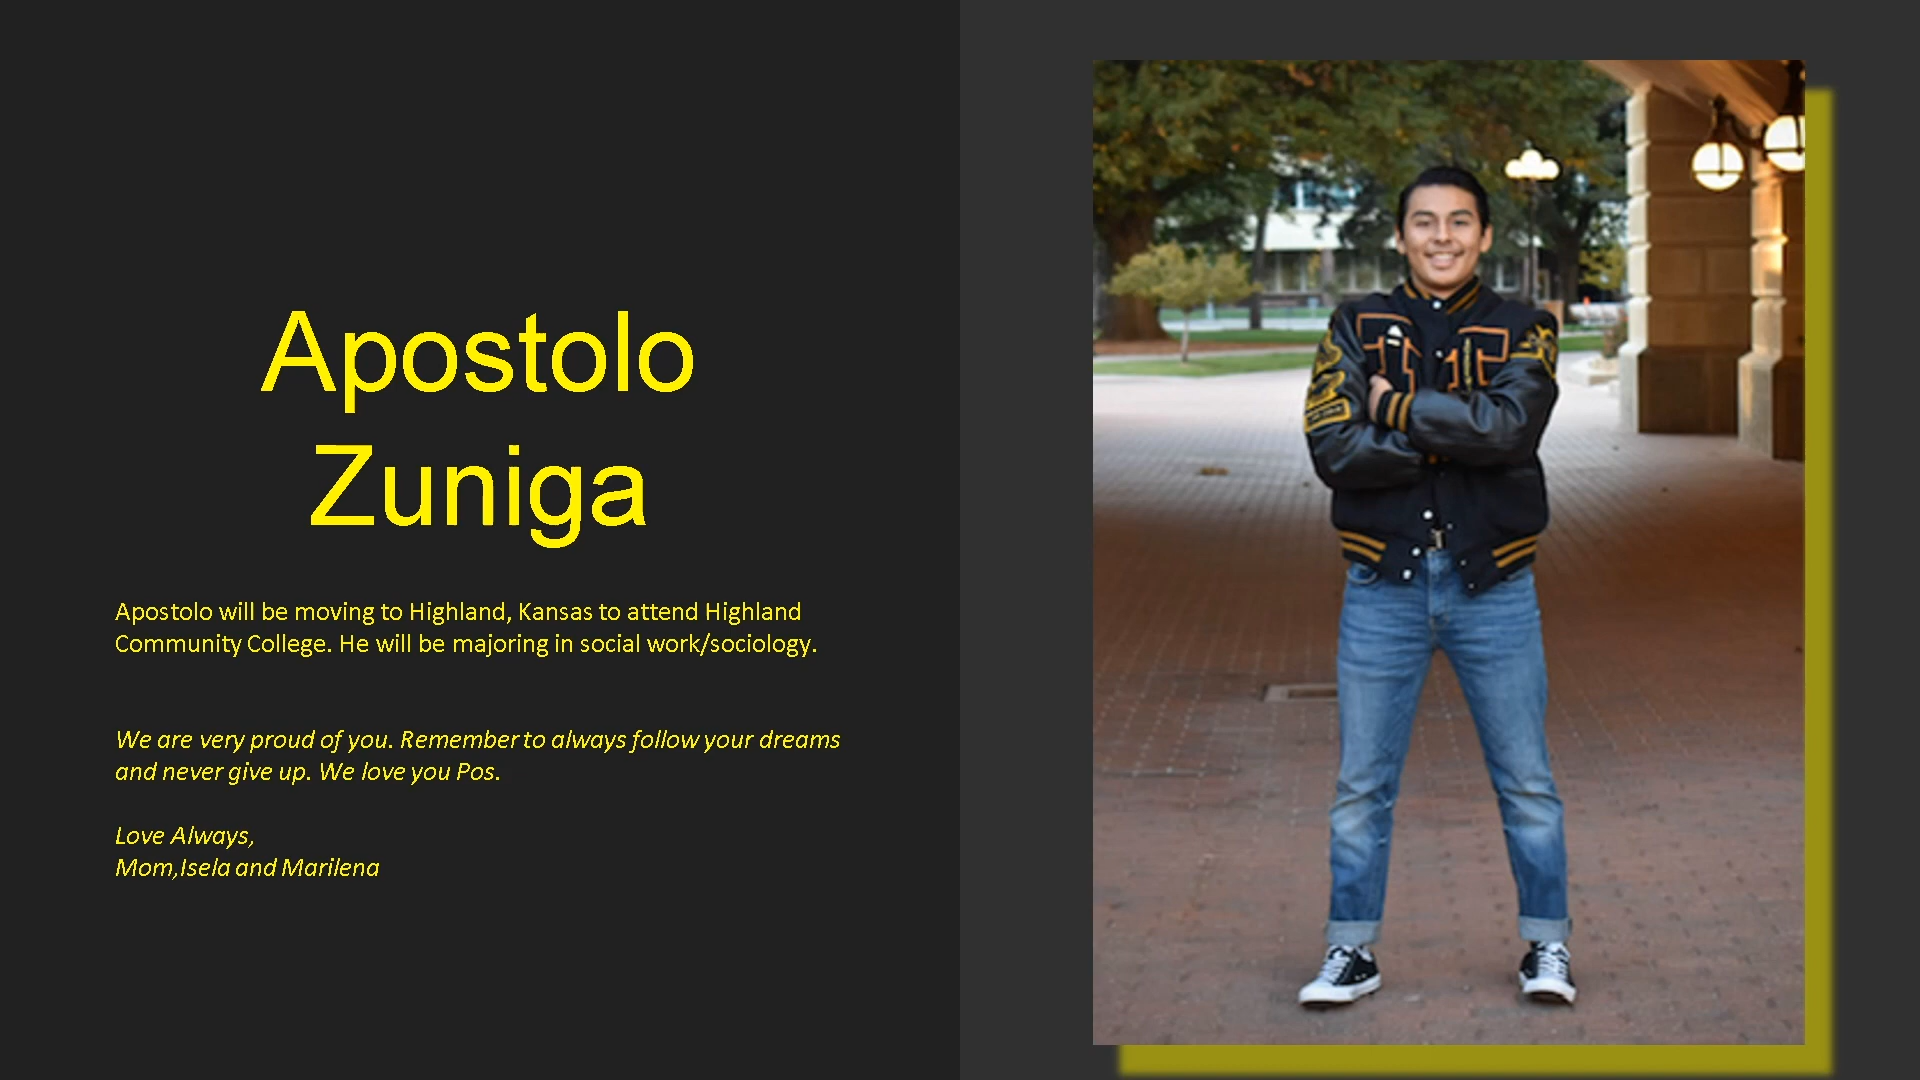 Apostolo
Zuniga
Apostolo will be moving to Highland, Kansas to attend Highland
Community College. He will be majoring in social work/sociology.
We are very proud of you. Remember to always follow your dreams
and never give up. We love you Pos.
Love Always,
Mom,Isela and Marilena